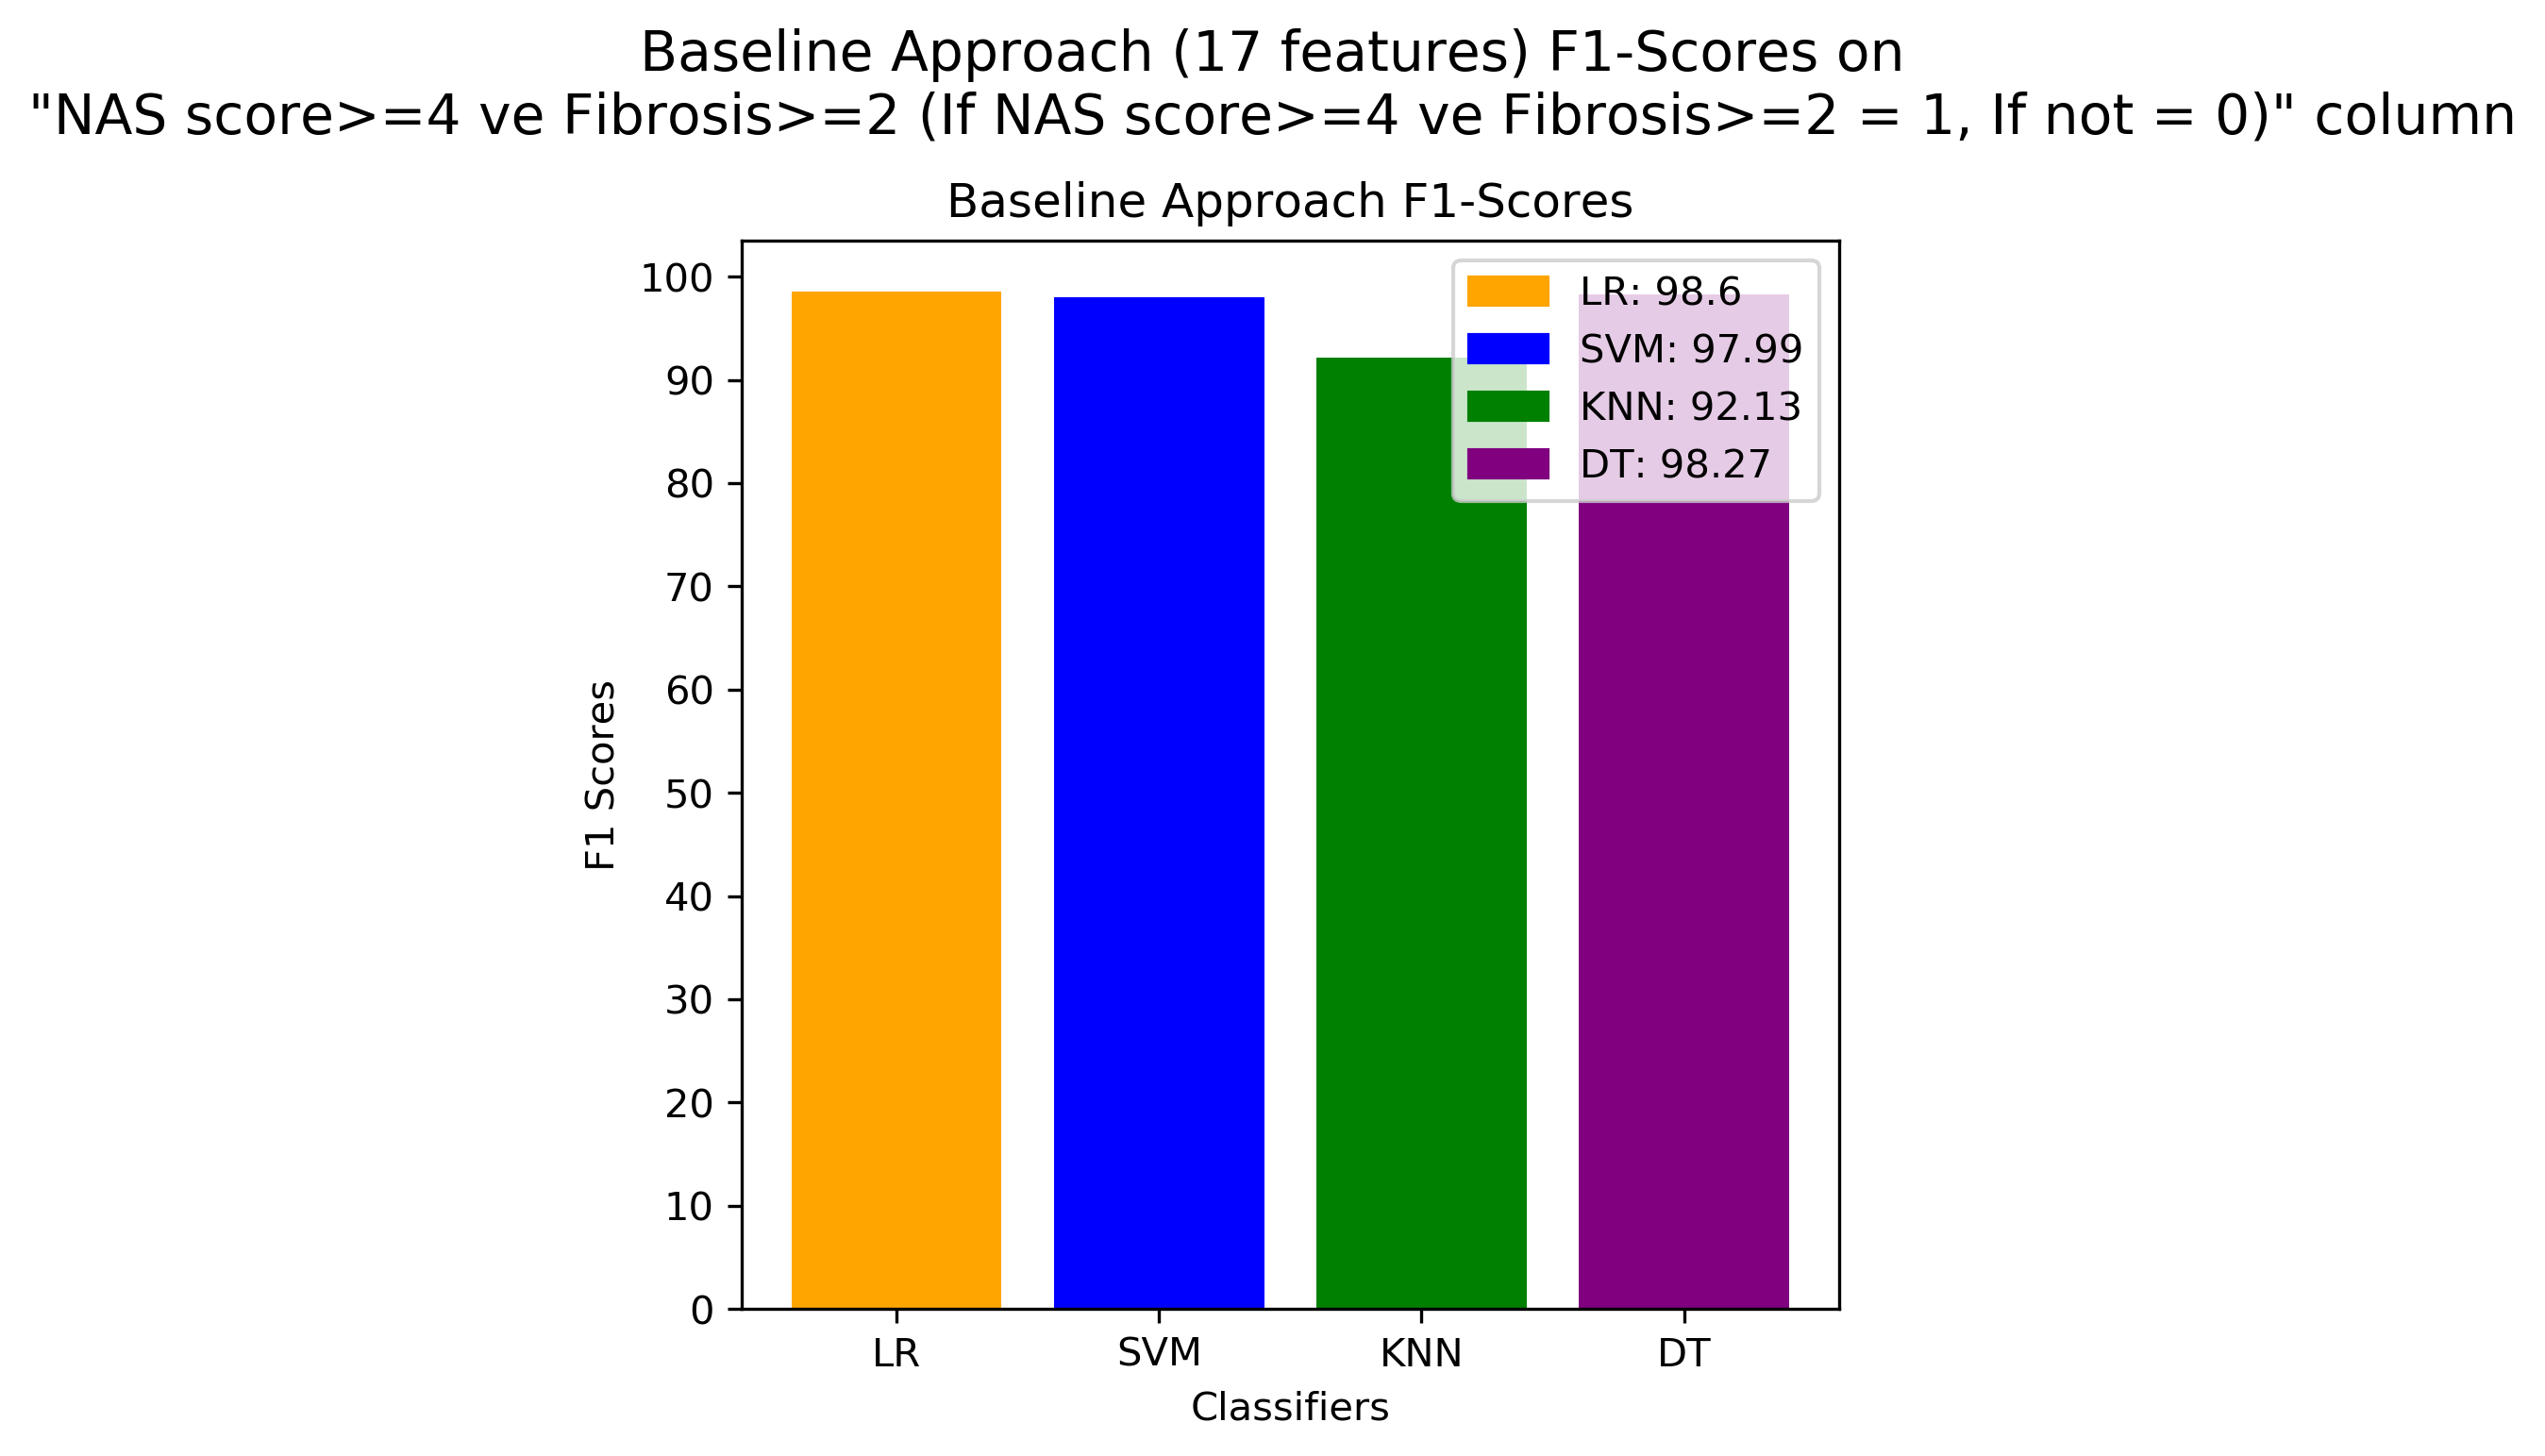 Baseline Approach (17 features) F1-Scores on
"NAS score>=4 ve Fibrosis>=2 (If NAS score>=4 ve Fibrosis>=2 = 1, If not = 0)" column
Baseline Approach F1-Scores
LR: 98.6
SVM: 97.99
KNN: 92.13
DT: 98.27
F1 Scores
100
90
80
70
60
50
40
30
20
10
0
LR SVM KNN DT
Classifiers